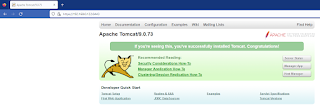 Home Documentation Configuration Examples Wiki Mailing Lists Find Help
Apache Tomcat/9.0.73
If you're seeing this, you've successfully installed Tomcat. Congratulations!
Recommended Reading:
Security Considerations How-To
Manager Application How-To
Clustering/Session Replication How-To
Server Status
Manager App
Host Manager
Developer Quick Start
Tomcat Setup Realms & AAA Examples Servlet Specifications
First Web Application JDBC DataSources Tomcat Versions